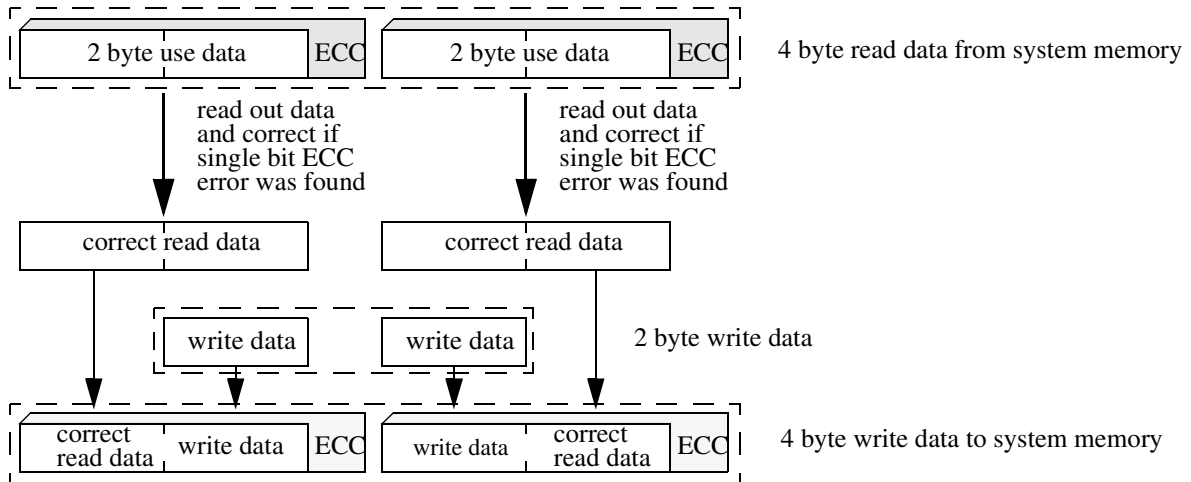 2 byte use data ECC 2 byte use data ECC 4 byte read data from system memory
read out data
and correct if
single bit ECC
error was found
read out data
and correct if
single bit ECC
error was found
correct read data correct read data
write data write data 2 byte write data
correct
read data
write data ECC
write data
correct
read data
ECC 4 byte write data to system memory